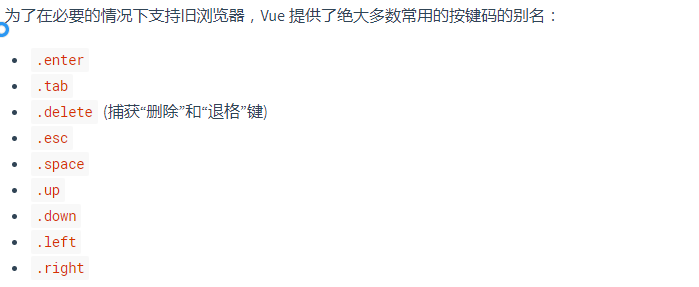 为了在必要的情况下支持旧浏览器，Vue 提供了绝大多数常用的按键码的别名：
.enter
.tab
.delete (捕获“删除”和“退格”键)
.esc
.space
.up
.down
.left
.right